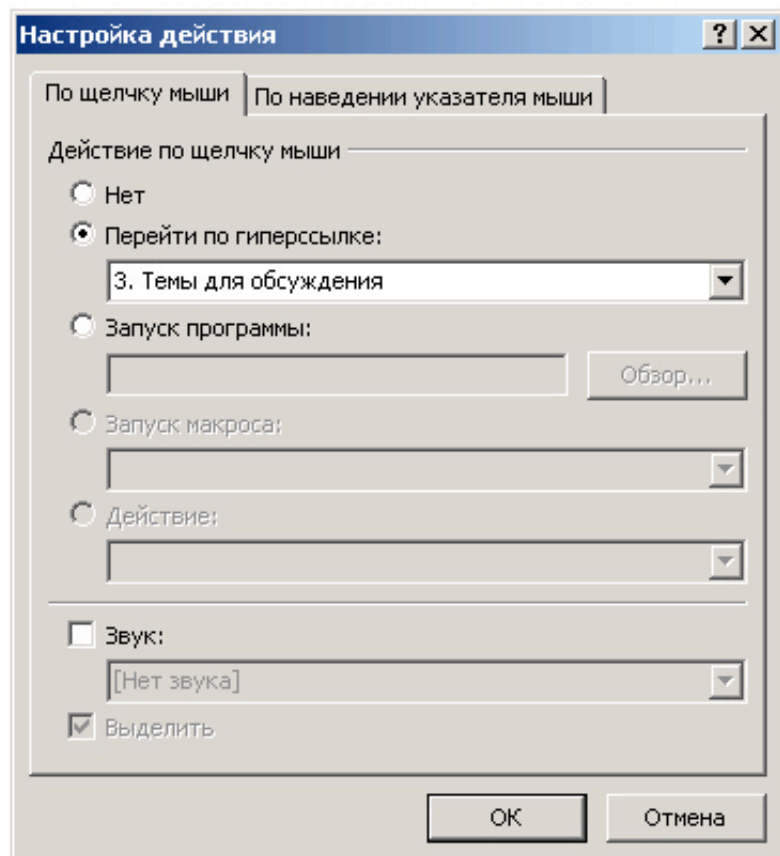 Настройка действия
По щелчку мыши По наведении указателя мыши
Действие по щелчку мыши
Нет
Перейти по гиперссылке:
3. Темы для обсуждения
Запуск программы:
Обзор...
Запуск макроса:
Действие:
Звук:
[Нет звука]
Выделить
ОК Отмена